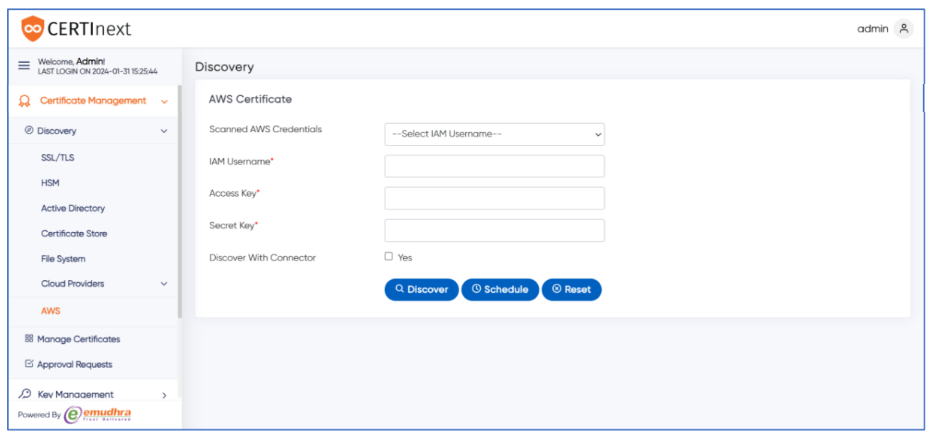 CERTInext
admin
Welcome, Admin!
LAST LOGIN ON 2024-01-31 15:25:44
Certificate Management
Discovery
SSL/TLS
HSM
Active Directory
Certificate Store
File System
Cloud Providers
AWS
Manage Certificates
Approval Requests
Key Management
Powered By emudhra
Trust Delivered
Discovery
AWS Certificate
Scanned AWS Credentials --Select IAM Username--
IAM Username*
Access Key*
Secret Key*
Discover With Connector Yes
Discover Schedule Reset